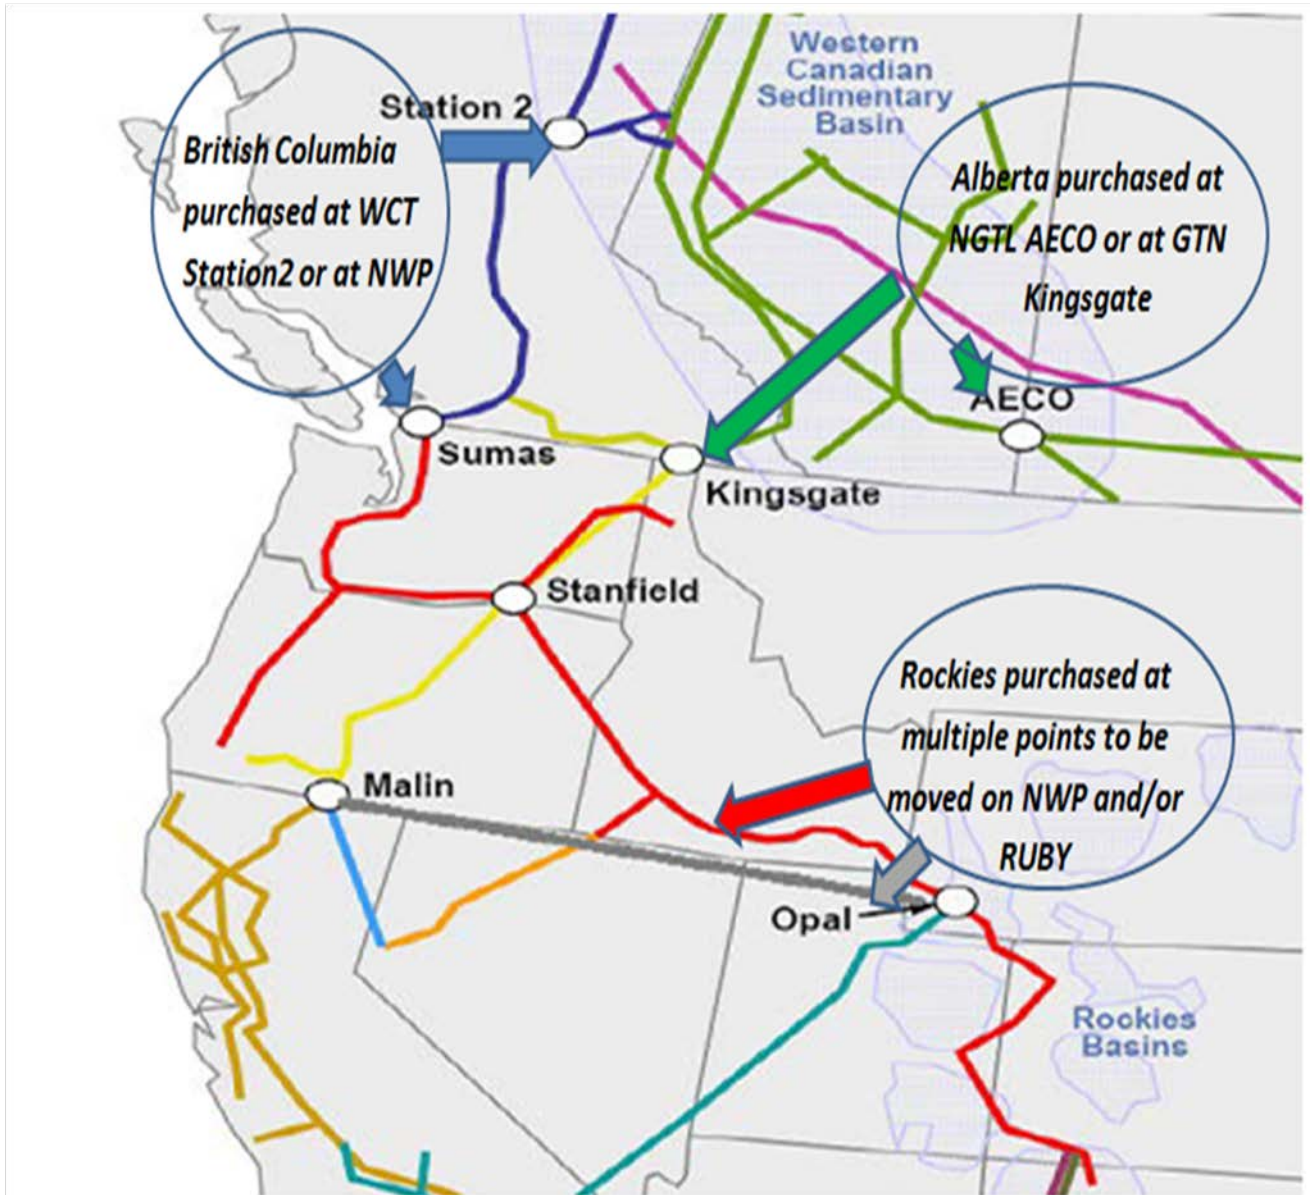 Western
Canadian
Sedimentary
Basin
Station 2
British Columbia
purchased at WCT
Station2 or at NWP
Alberta purchased at
NGTL AECO or at GTN
Kingsgate
AECO
Sumas
Kingsgate
Stanfield
Rockies purchased at
multiple points to be
moved on NWP and/or
RUBY
Malin
Opal
Rockies
Basins